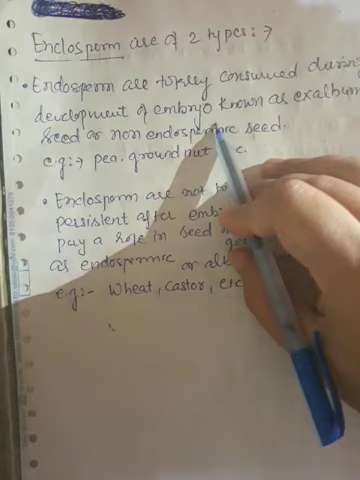 Endosperm are of 2 types: →
• Endosperm are totally consumed during
development of embryo known as exalbum
seed or non endospermic seed.
e.g:→ pea. groundnut c.
• Endosperm are not to
persistent after emb
pay a role in seed
as endospermic or al
e.g:- Wheat, Castor, etc